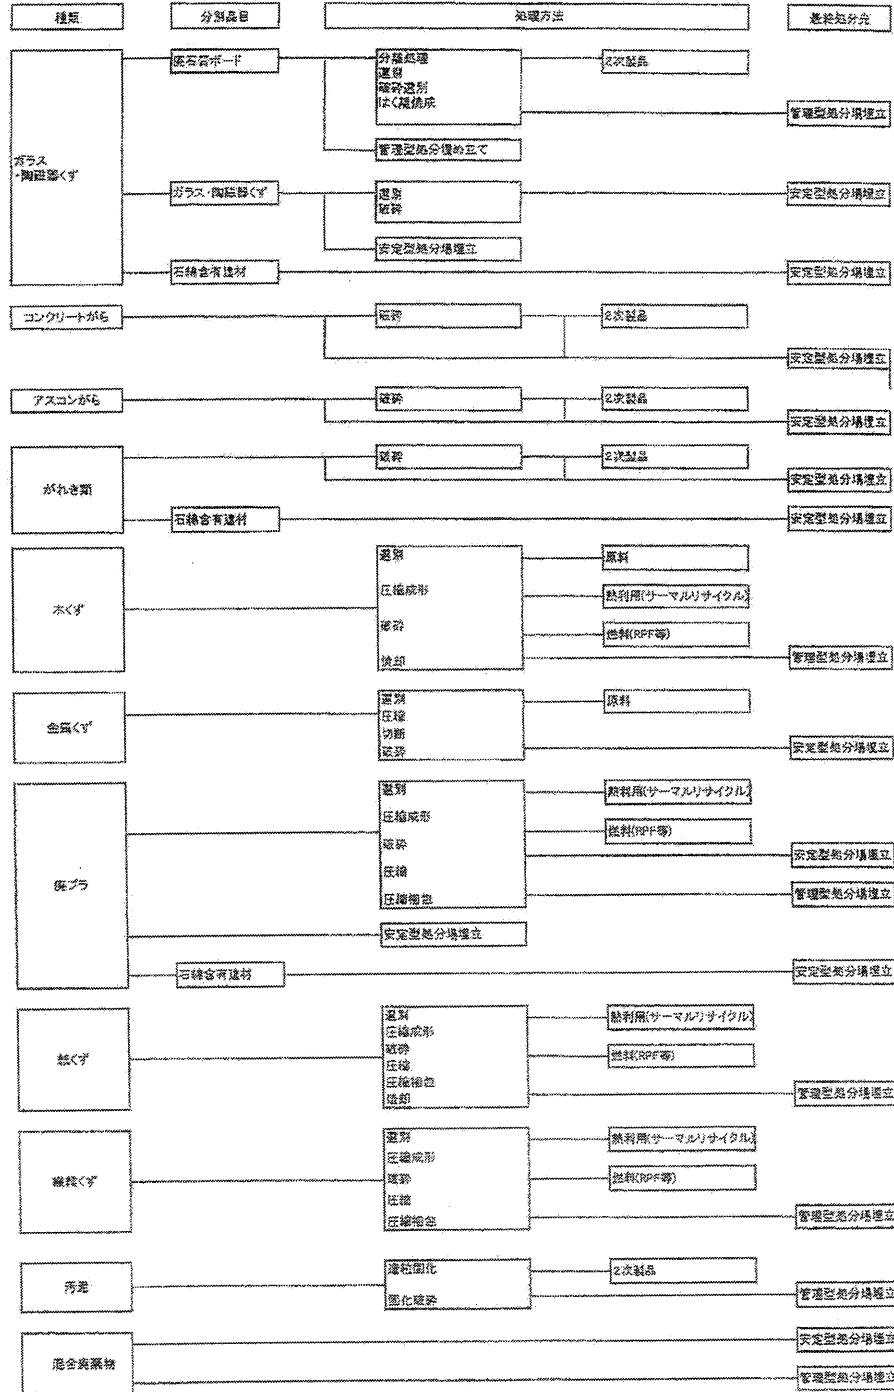 種類 分別品目 処理方法 最終処分先
廃石膏ボード 分離処理 2次製品
選別
破砕選別
はく離焼成
管理型処分場埋立
管理型処分埋め立て
ガラス
・陶磁器くず
ガラス・陶磁器くず 選別 安定型処分場埋立
破砕
安定型処分場埋立
石綿含有建材 安定型処分場埋立
コンクリートがら 破砕 2次製品
安定型処分場埋立
アスコンがら 破砕 2次製品
安定型処分場埋立
がれき類 破砕 2次製品
安定型処分場埋立
石綿含有建材 安定型処分場埋立
木くず
選別 原料
圧縮成形 熱利用(サーマルリサイクル)
破砕 燃料(RPF等)
焼却 管理型処分場埋立
金属くず
選別 原料
圧縮
切断
破砕 安定型処分場埋立
廃プラ
選別 熱利用(サーマルリサイクル)
圧縮成形
破砕 燃料(RPF等)
圧縮 安定型処分場埋立
圧縮梱包 管理型処分場埋立
安定型処分場埋立
石綿含有建材 安定型処分場埋立
紙くず
選別 熱利用(サーマルリサイクル)
圧縮成形
破砕 燃料(RPF等)
圧縮
圧縮梱包
焼却 管理型処分場埋立
繊維くず
選別 熱利用(サーマルリサイクル)
圧縮成形
破砕 燃料(RPF等)
圧縮
圧縮梱包 管理型処分場埋立
汚泥
造粒固化 2次製品
固化破砕 管理型処分場埋立
混合廃棄物
安定型処分場埋立
管理型処分場埋立